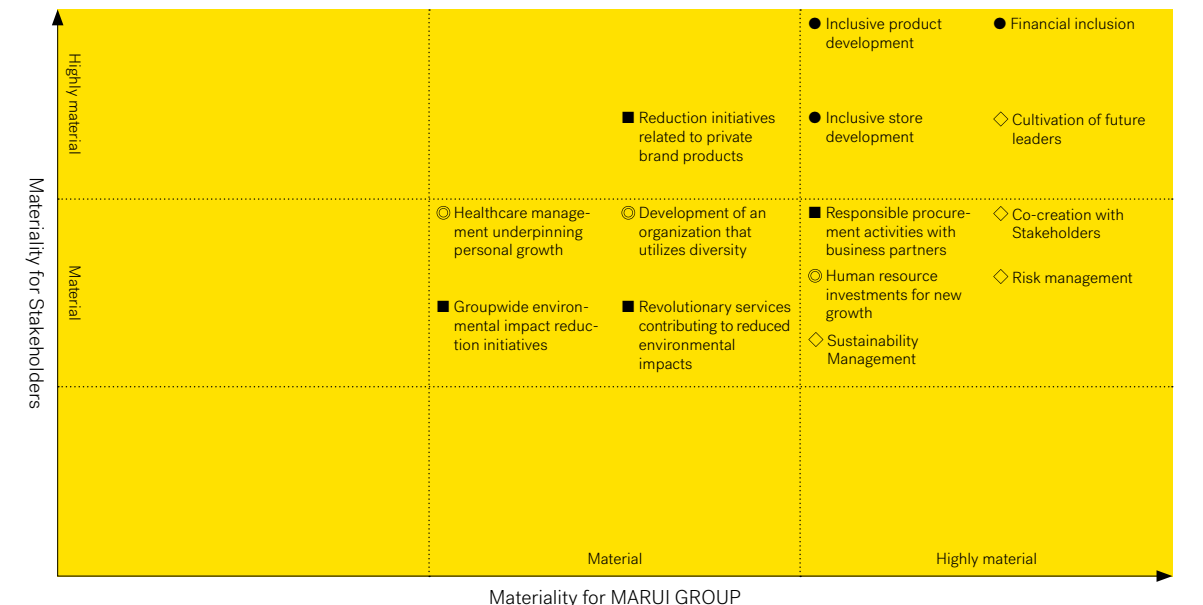 Materiality for Stakeholders
Highly material
Material
● Inclusive product
development
● Financial inclusion
■ Reduction initiatives
related to private
brand products
● Inclusive store
development
◇ Cultivation of future
leaders
◎ Healthcare manage-
ment underpinning
personal growth
◎ Development of an
organization that
utilizes diversity
■ Responsible procure-
ment activities with
business partners
◇ Co-creation with
Stakeholders
◎ Human resource
investments for new
growth
◇ Risk management
■ Groupwide environ-
mental impact reduc-
tion initiatives
■ Revolutionary services
contributing to reduced
environmental
impacts
◇ Sustainability
Management
Material
Highly material
Materiality for MARUI GROUP